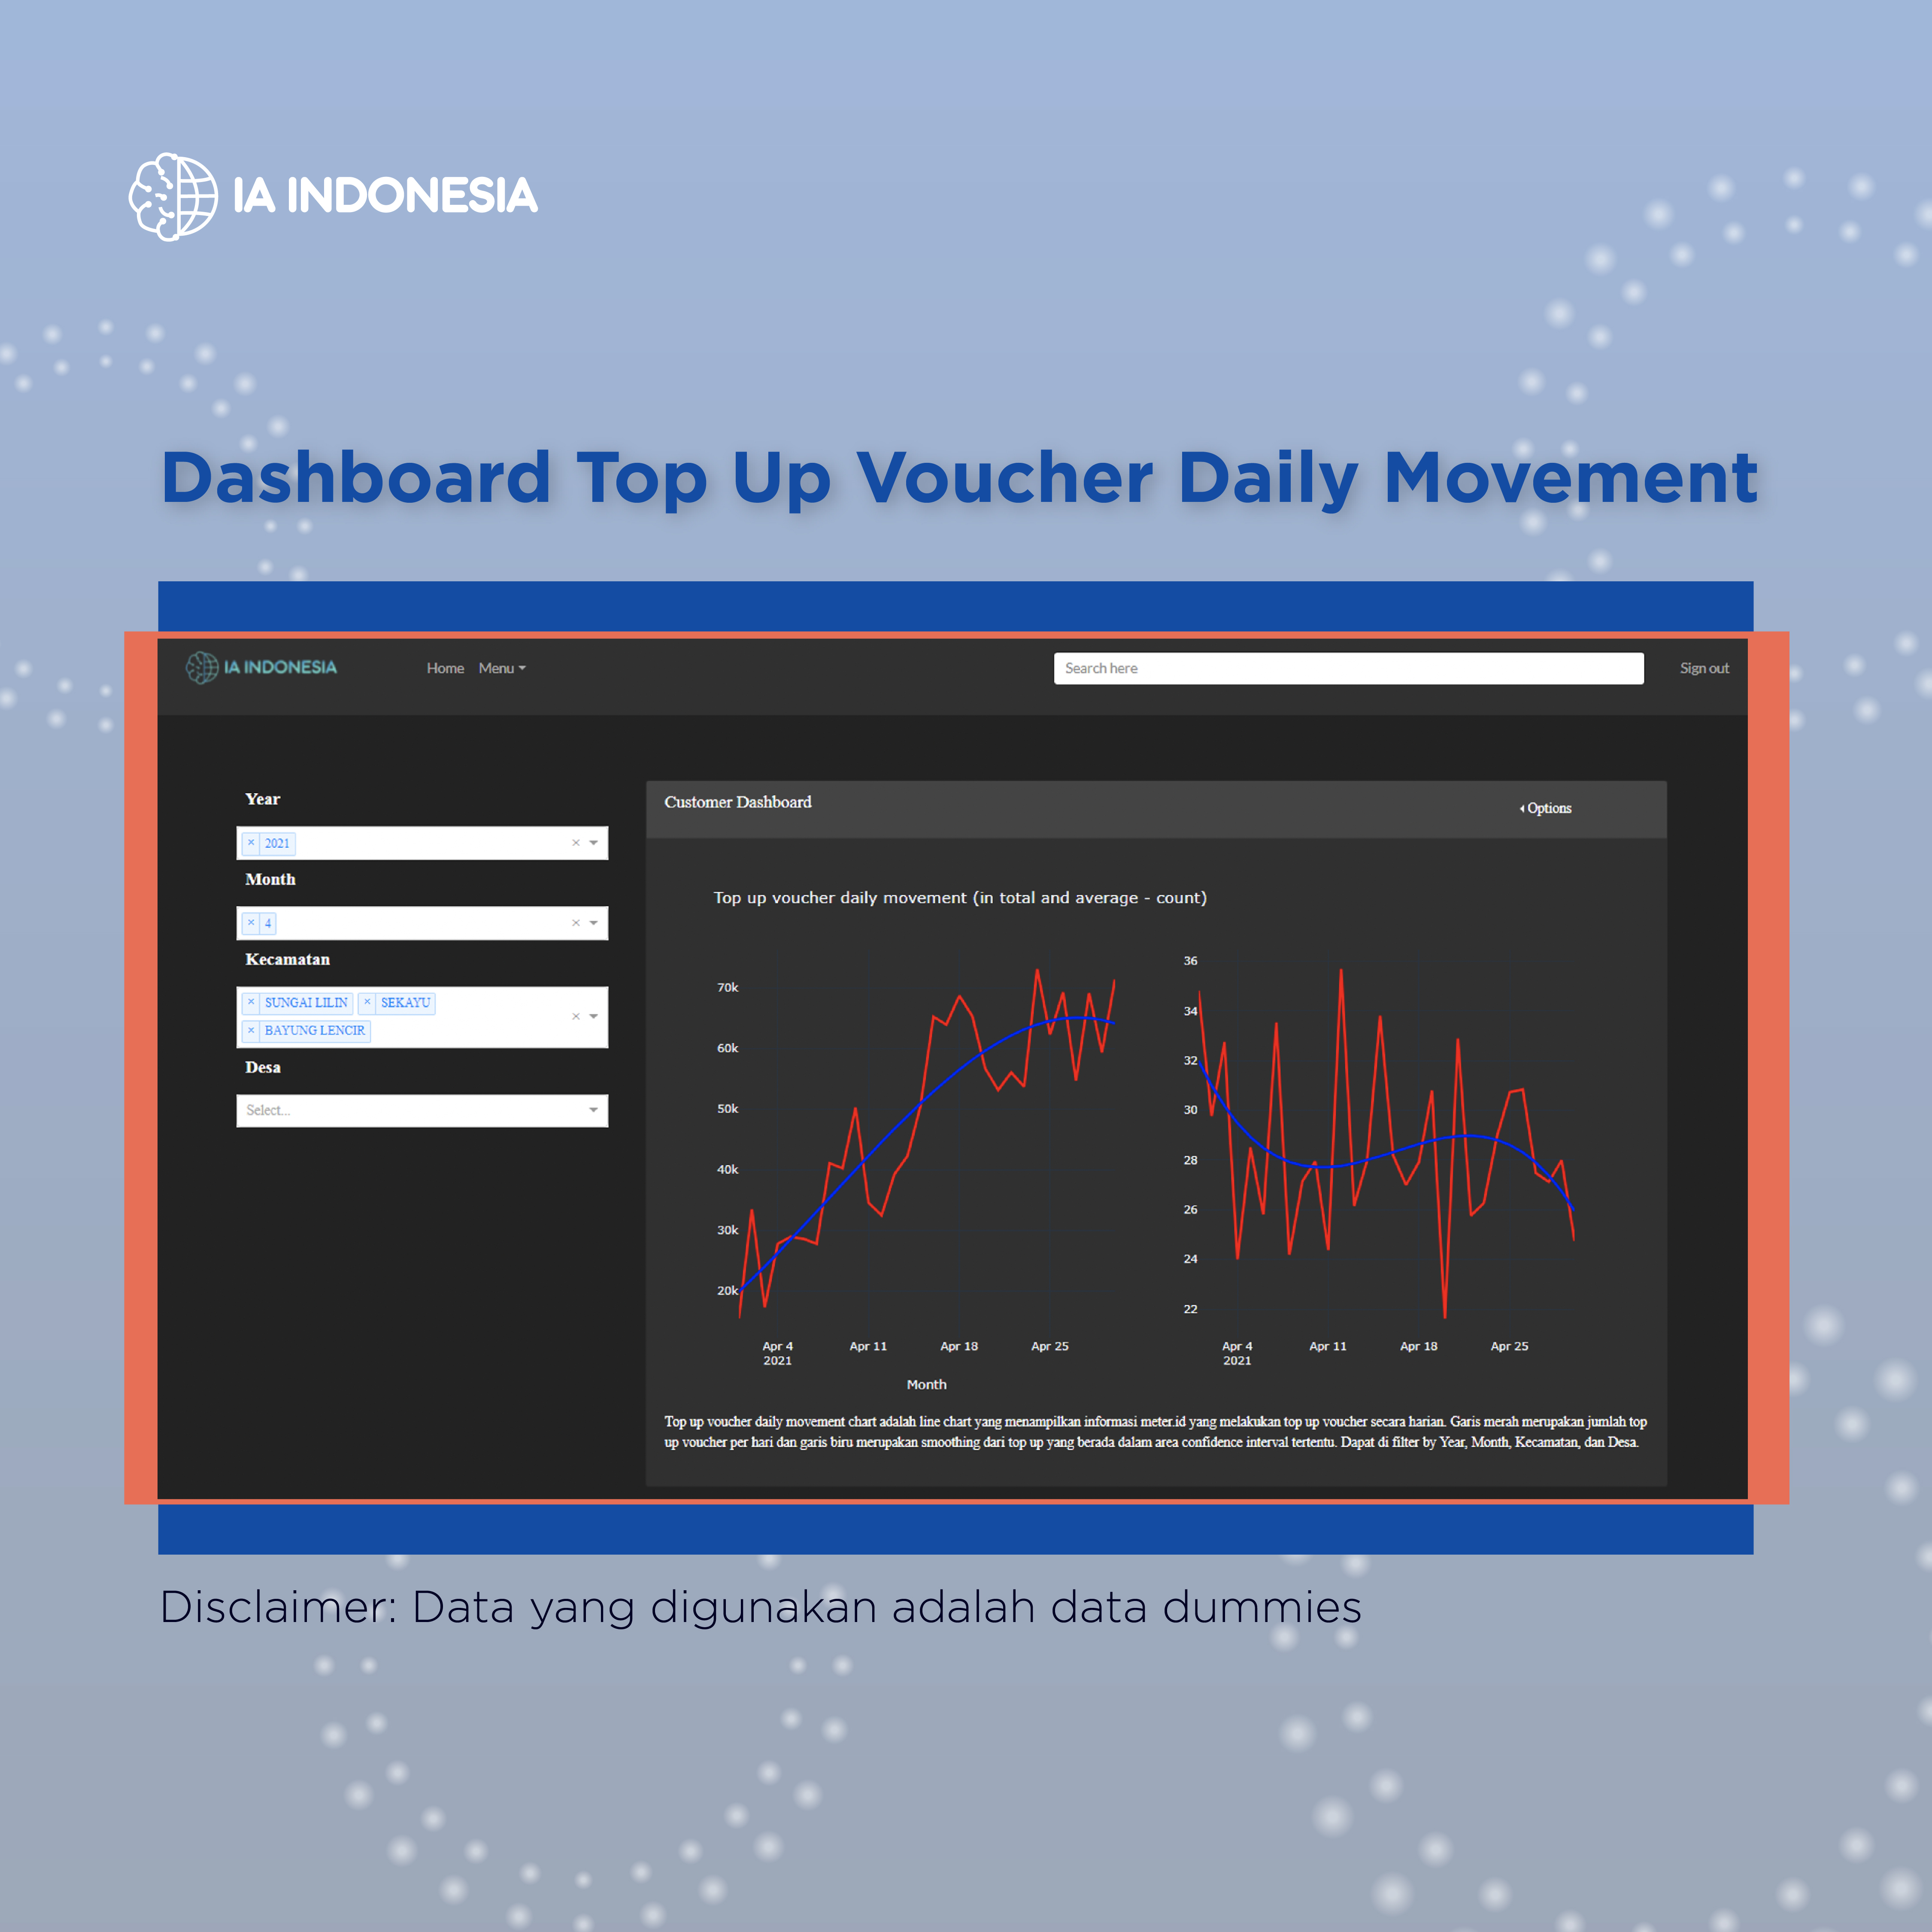 IA INDONESIA
Dashboard Top Up Voucher Daily Movement
IA INDONESIA
Home Menu
Search here
Sign out
Year
× 2021 ×
Month
× 4 ×
Kecamatan
× SUNGAI LILIN × SEKAYU
× BAYUNG LENCIR ×
Desa
Select...
Customer Dashboard
Options
Top up voucher daily movement (in total and average - count)
70k
60k
50k
40k
30k
20k
Apr 4 Apr 11 Apr 18 Apr 25
2021
Month
36
34
32
30
28
26
24
22
Apr 4 Apr 11 Apr 18 Apr 25
2021
Top up voucher daily movement chart adalah line chart yang menampilkan informasi meter.id yang melakukan top up voucher secara harian. Garis merah merupakan jumlah top
up voucher per hari dan garis biru merupakan smoothing dari top up yang berada dalam area confidence interval tertentu. Dapat di filter by Year, Month, Kecamatan, dan Desa.
Disclaimer: Data yang digunakan adalah data dummies